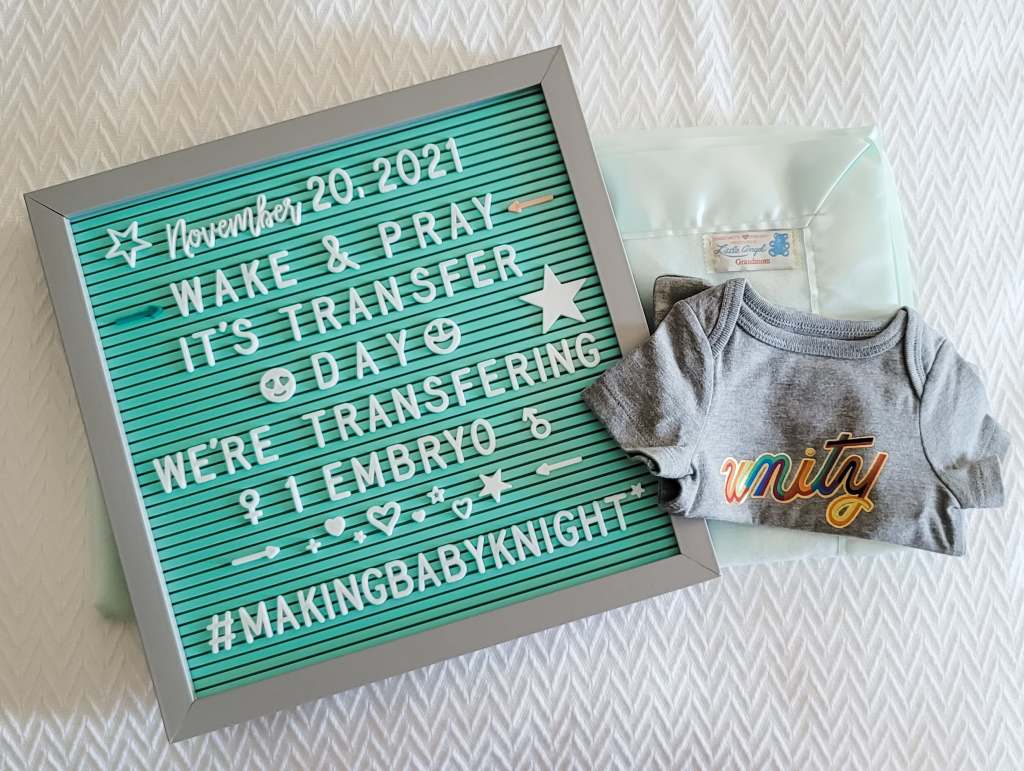 November 20, 2021
WAKE & PRAY
IT'S TRANSFER
DAY
WE'RE TRANSFERING
1 EMBRYO
#MAKINGBABYKNIGHT
Little Angel
Grandmom
unity